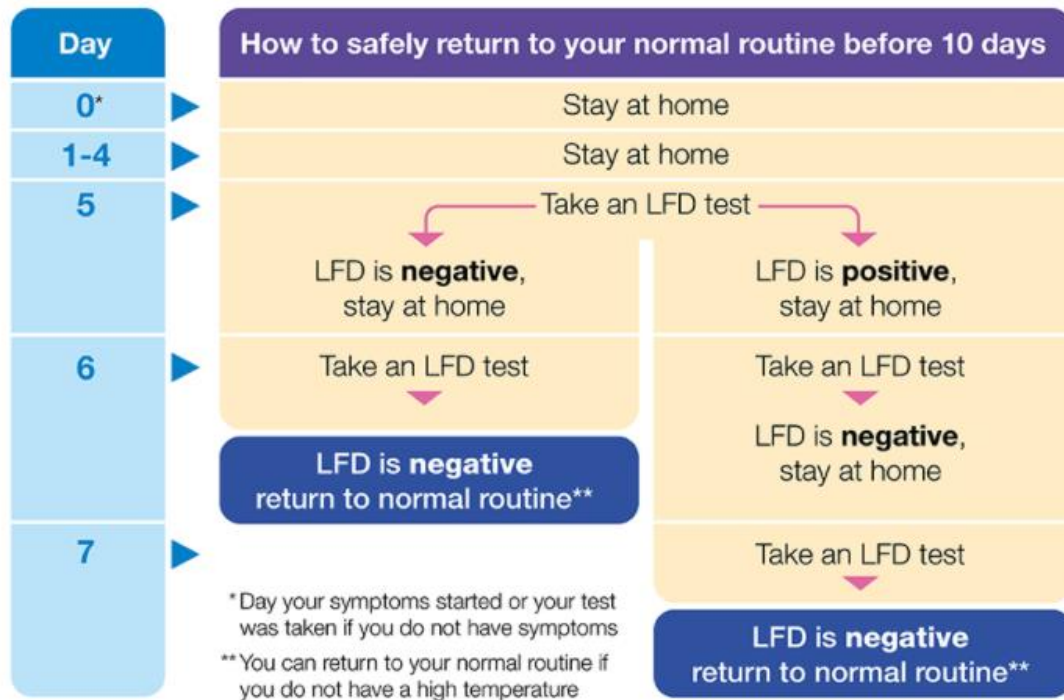 Day
How to safely return to your normal routine before 10 days
0*
Stay at home
1-4
Stay at home
5
Take an LFD test
LFD is negative,
stay at home
LFD is positive,
stay at home
6
Take an LFD test
LFD is negative
return to normal routine**
Take an LFD test
LFD is negative,
stay at home
7
Take an LFD test
LFD is negative
return to normal routine**
* Day your symptoms started or your test
was taken if you do not have symptoms
** You can return to your normal routine if
you do not have a high temperature